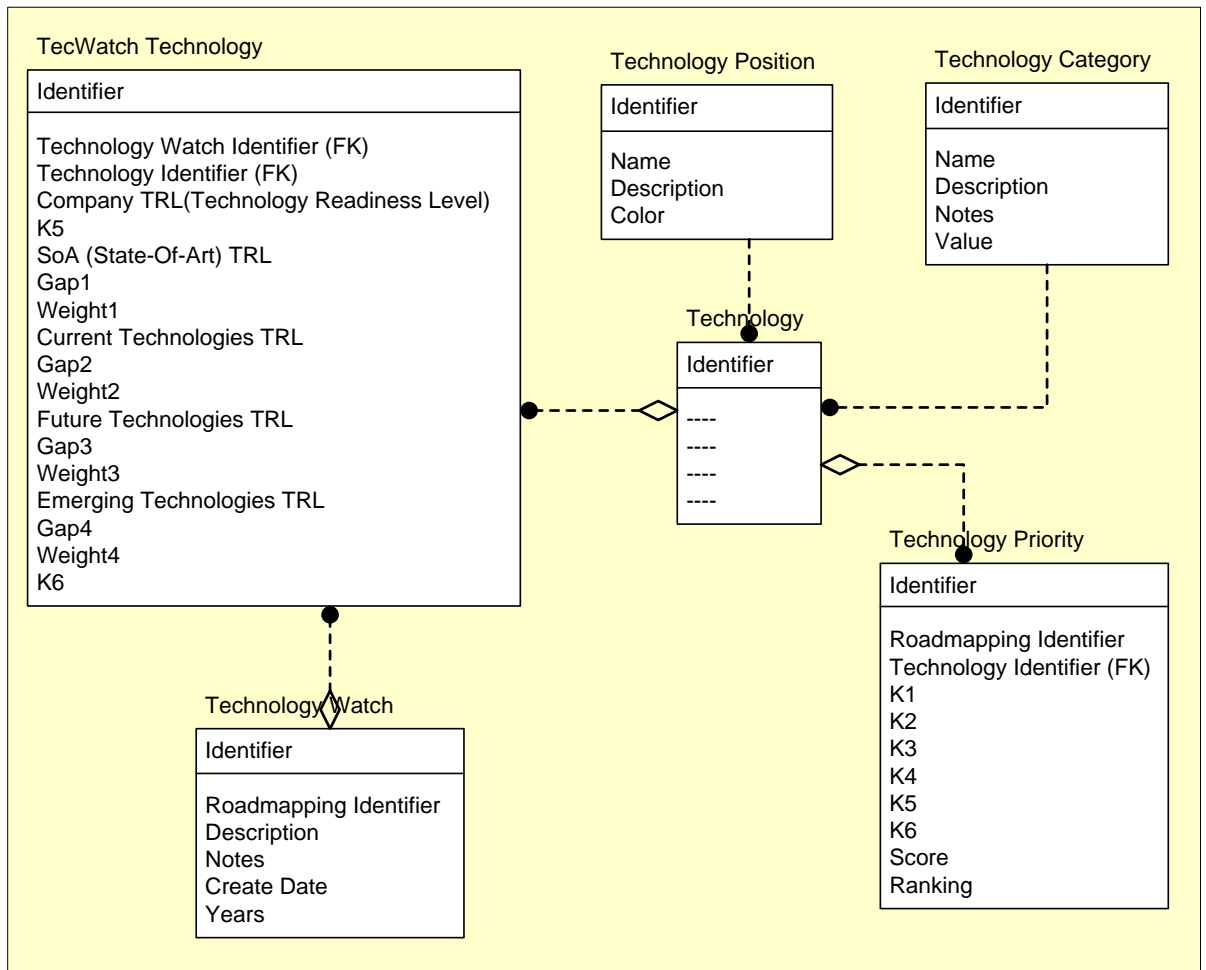 TecWatch Technology
Identifier
Technology Watch Identifier (FK)
Technology Identifier (FK)
Company TRL(Technology Readiness Level)
K5
SoA (State-Of-Art) TRL
Gap1
Weight1
Current Technologies TRL
Gap2
Weight2
Future Technologies TRL
Gap3
Weight3
Emerging Technologies TRL
Gap4
Weight4
K6
Technology Position
Identifier
Name
Description
Color
Technology Category
Identifier
Name
Description
Notes
Value
Technology
Identifier
----
----
----
----
Technology Priority
Identifier
Roadmapping Identifier
Technology Identifier (FK)
K1
K2
K3
K4
K5
K6
Score
Ranking
Technology Watch
Identifier
Roadmapping Identifier
Description
Notes
Create Date
Years